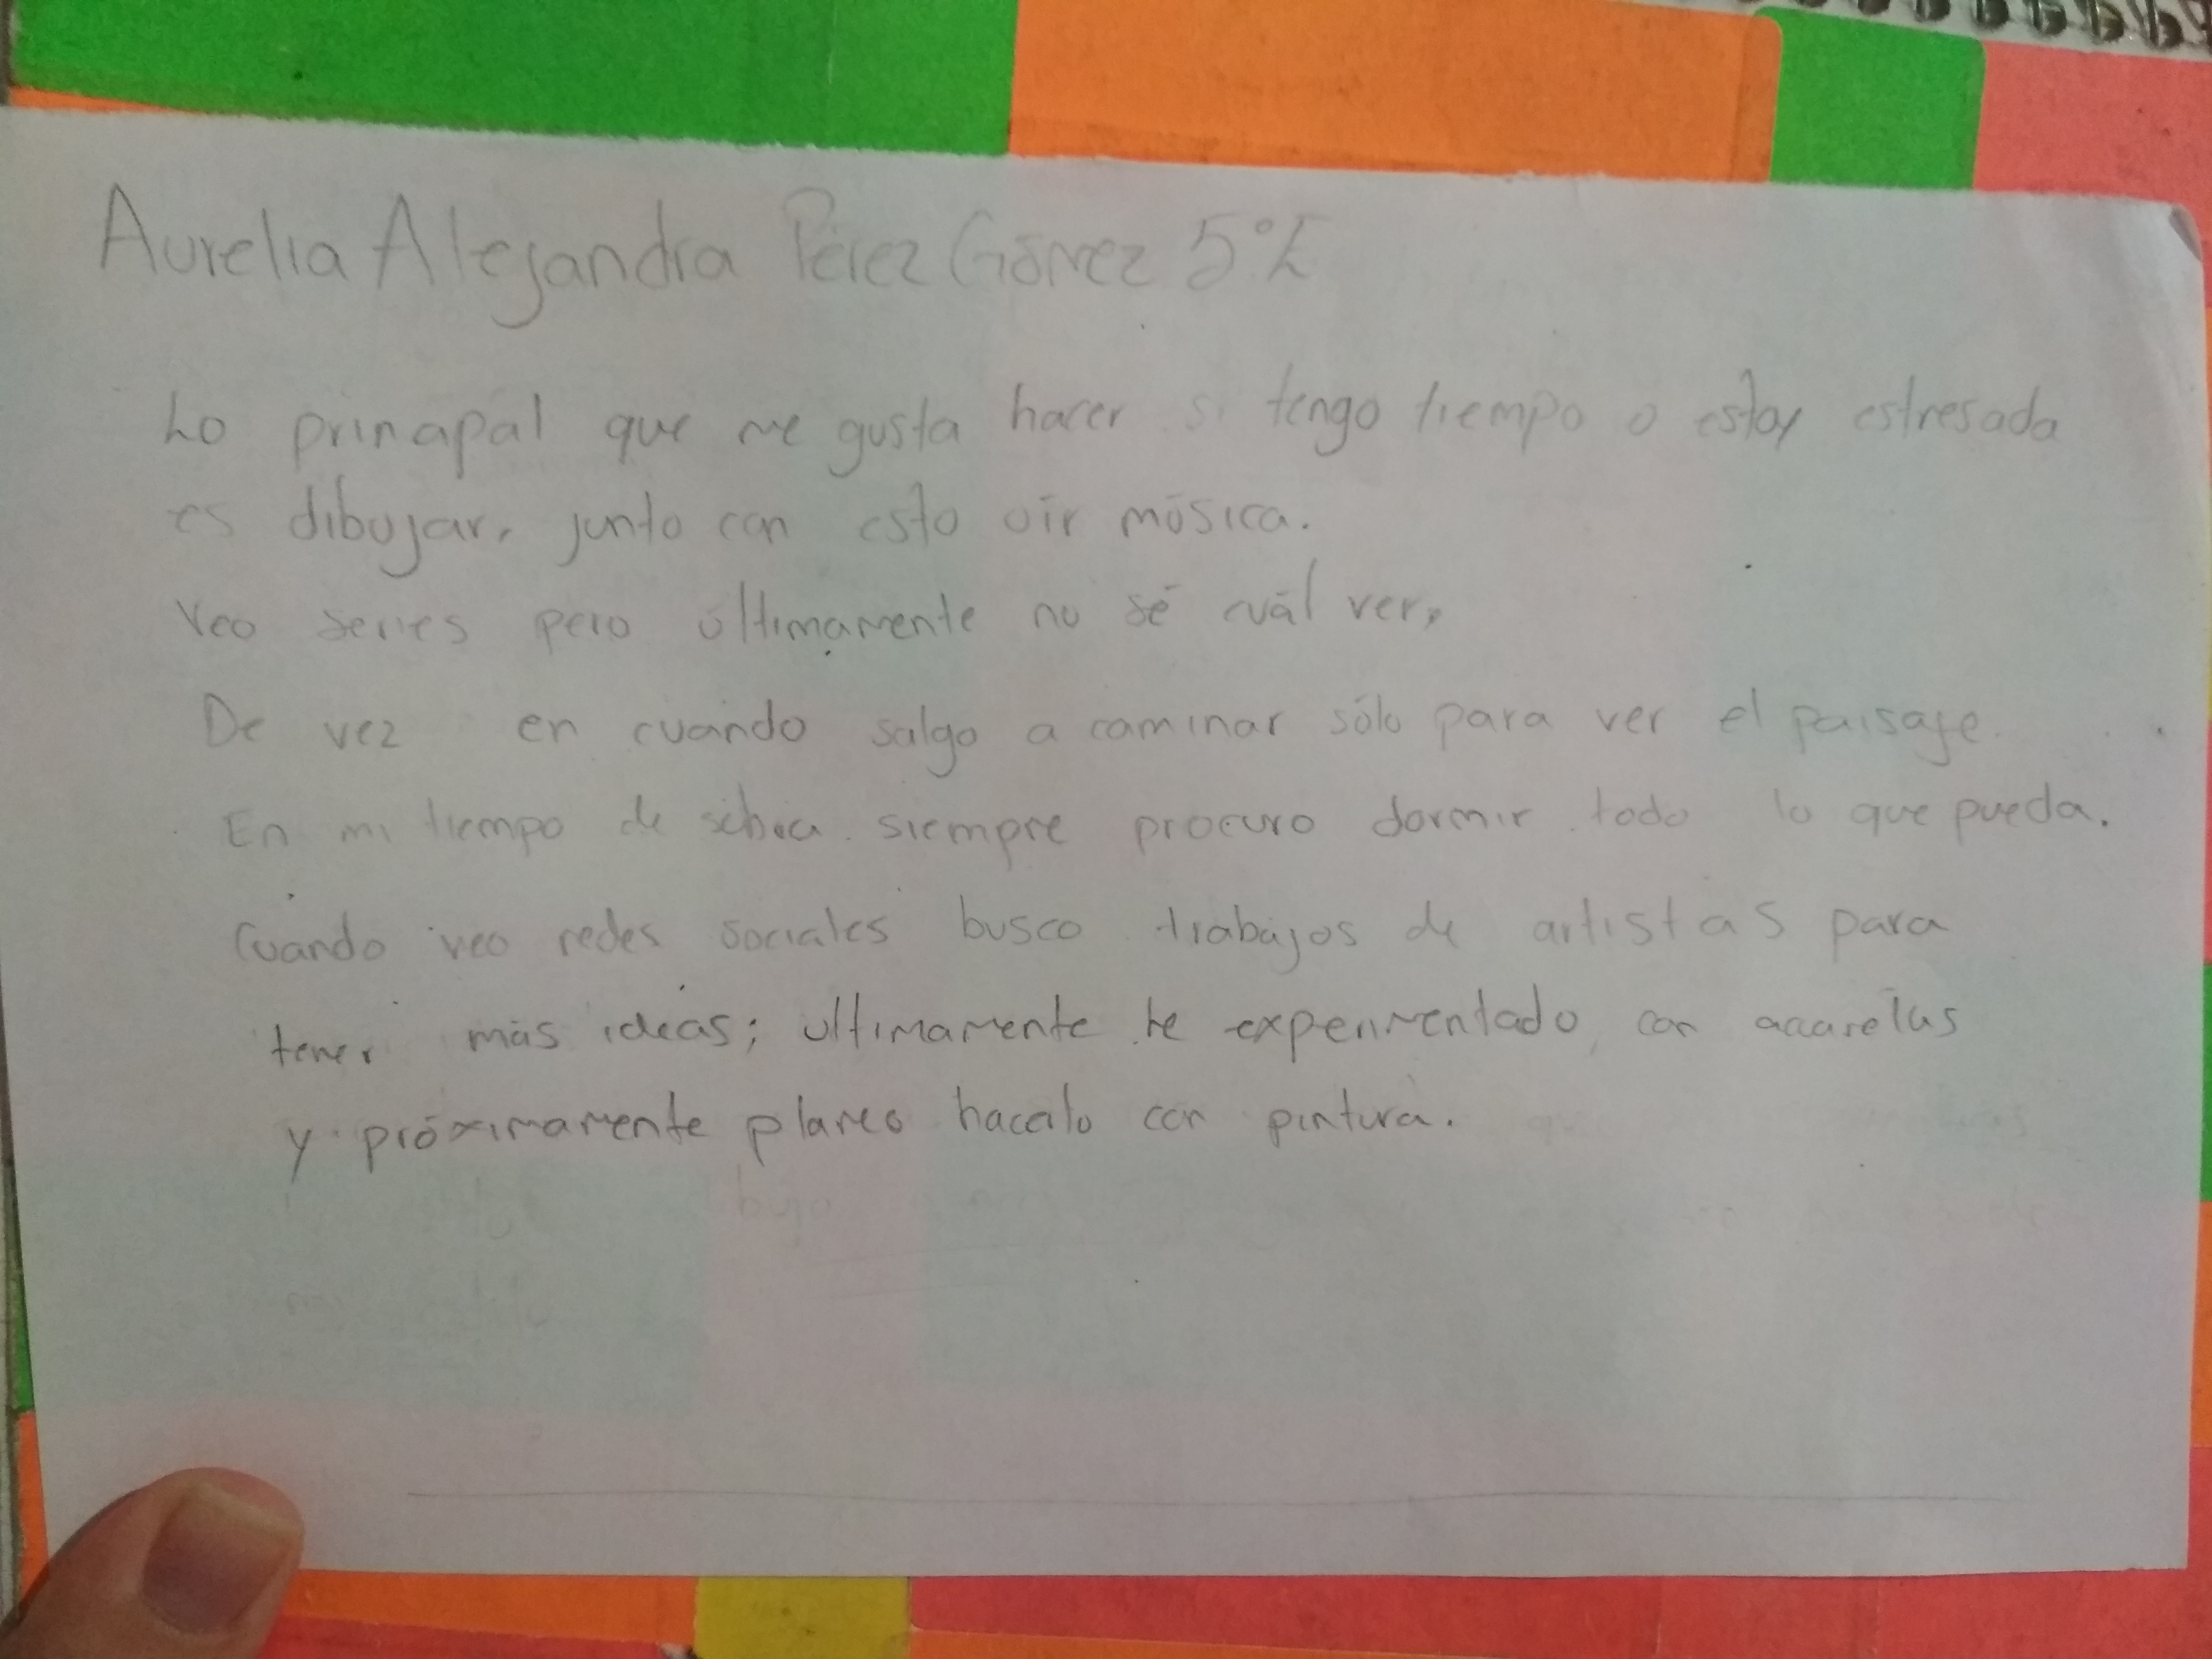 Aurelia Alejandra Pérez Gómez 5°E
Lo principal que me gusta hacer si tengo tiempo o estoy estresada
es dibujar, junto con esto oír música.
Veo series pero últimamente no sé cuál ver,
De vez en cuando salgo a caminar sólo para ver el paisaje.
En mi tiempo de siempre procuro dormir todo lo que pueda.
Cuando veo redes sociales busco trabajos de artistas para
tener más ideas; ultimamente he experimentado, con acuarelas
y próximamente planeo hacerlo con pintura.